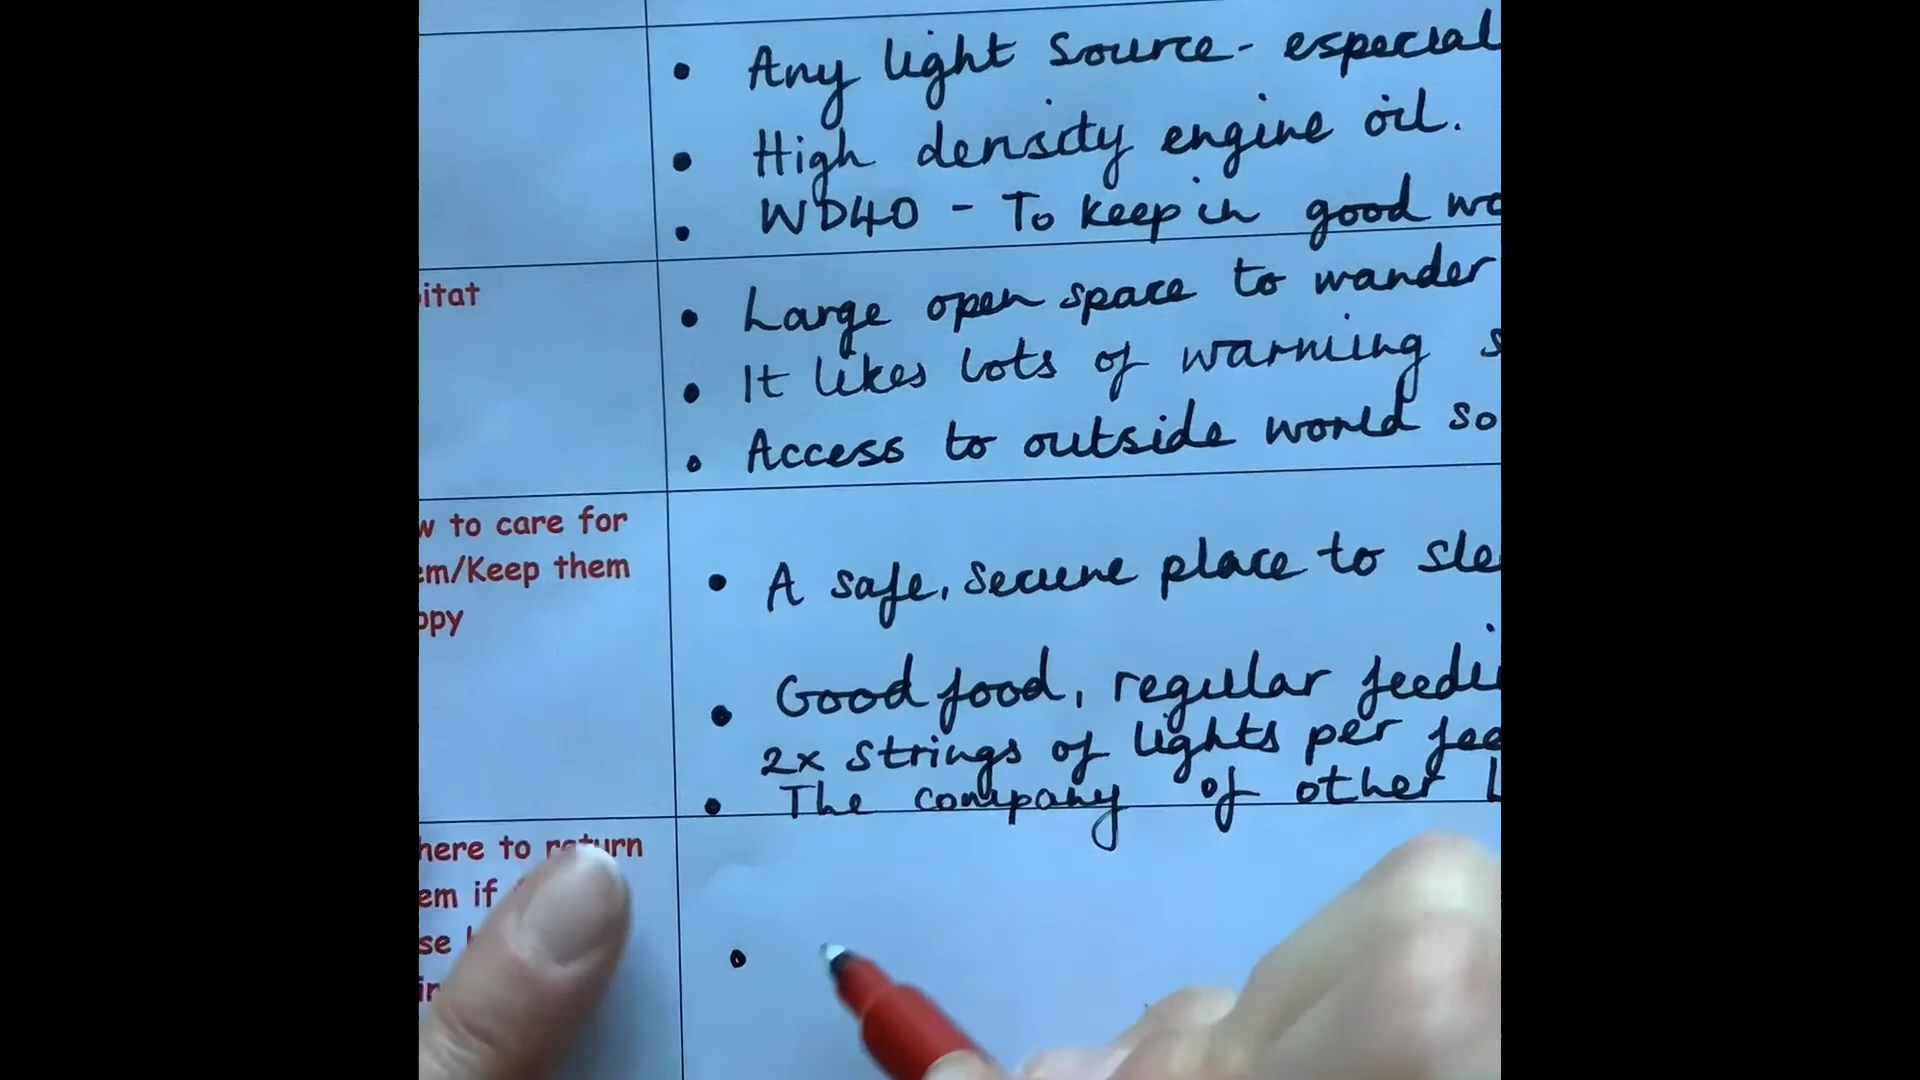 Any light source - especial
High density engine oil.
WD40 - To keep in good wo
itat
Large open space to wander
It likes lots of warning s
Access to outside world so
w to care for
em/Keep them
ppy
A safe, secure place to sle
Good food, regular feedi
2x strings of lights per fee
The company of other L
here to return
em if
se